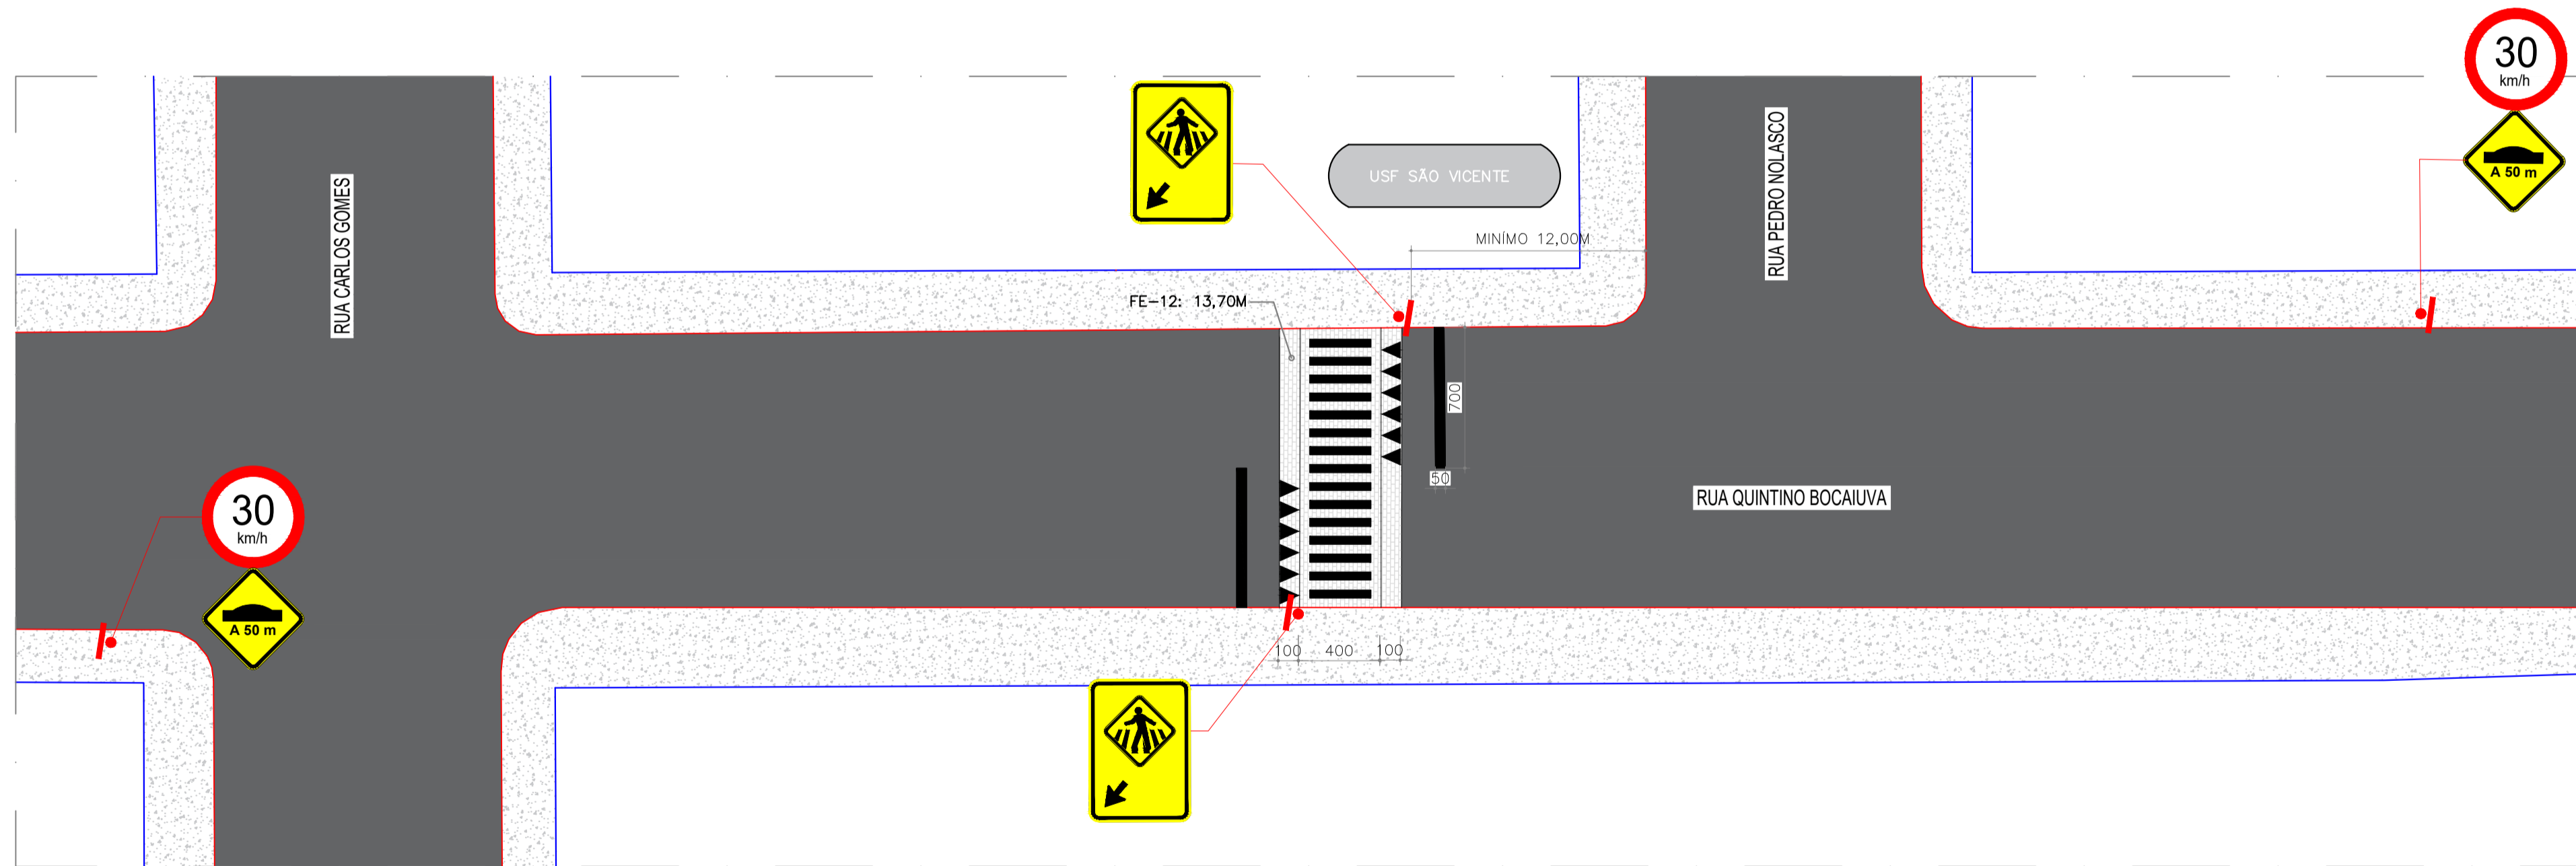 30
km/h
A 50 m
RUA CARLOS GOMES
USF SÃO VICENTE
RUA PEDRO NOLASCO
MINÍMO 12,00M
FE-12: 13,70M
700
50
RUA QUINTINO BOCAIUVA
30
km/h
A 50 m
100
400
100